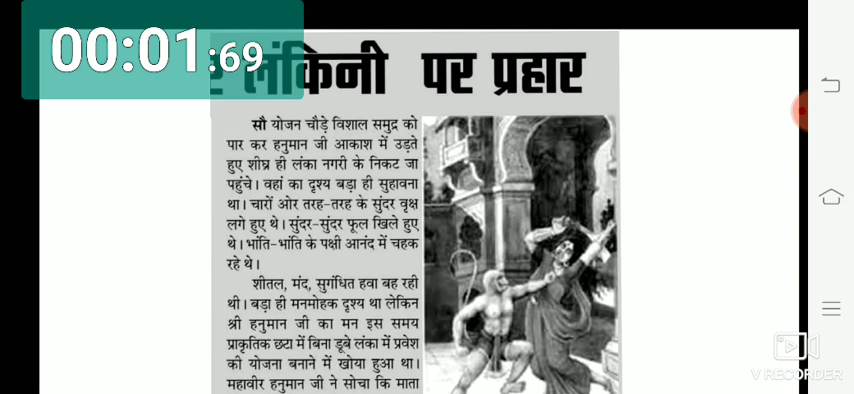 00:01:69
लंकिनी पर प्रहार
सौ योजन चौड़े विशाल समुद्र को
पार कर हनुमान जी आकाश में उड़ते
हुए शीघ्र ही लंका नगरी के निकट जा
पहुंचे। वहां का दृश्य बड़ा ही सुहावना
था। चारों ओर तरह-तरह के सुंदर वृक्ष
लगे हुए थे। सुंदर-सुंदर फूल खिले हुए
थे। भांति-भांति के पक्षी आनंद में चहक
रहे थे।
शीतल, मंद, सुगंधित हवा बह रही
थी। बड़ा ही मनमोहक दृश्य था लेकिन
श्री हनुमान जी का मन इस समय
प्राकृतिक छटा में बिना डूबे लंका में प्रवेश
की योजना बनाने में खोया हुआ था।
महावीर हनुमान जी ने सोचा कि माता
V RECORDER